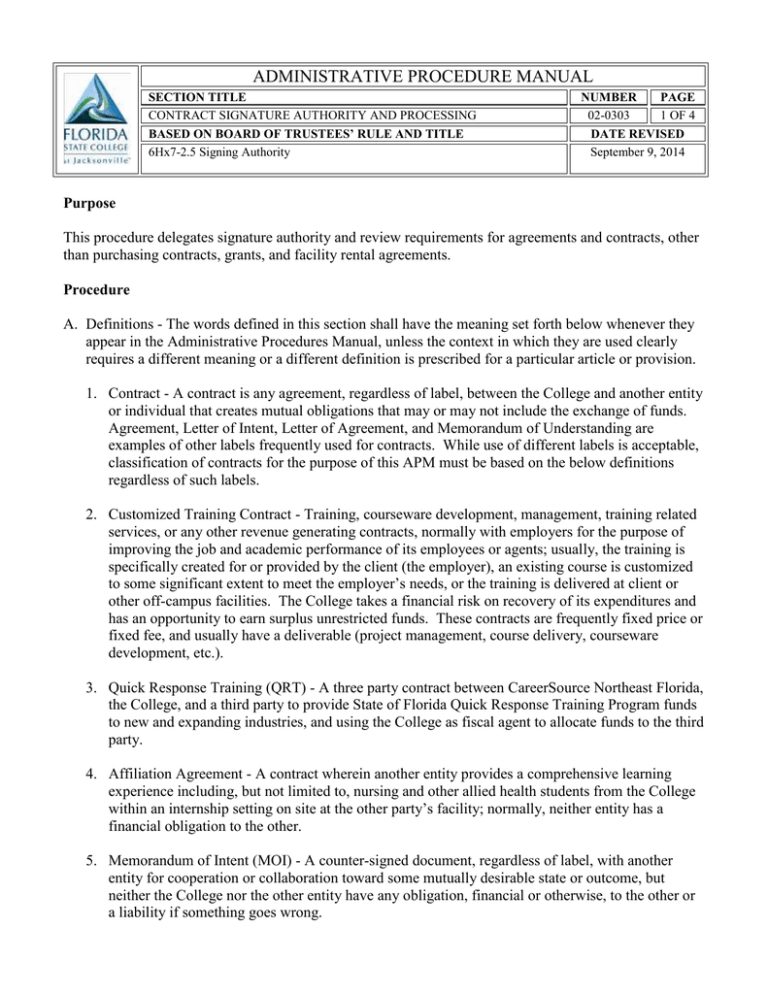 ADMINISTRATIVE PROCEDURE MANUAL
SECTION TITLE
NUMBER
PAGE
CONTRACT SIGNATURE AUTHORITY AND PROCESSING
02-0303
1 OF 4
BASED ON BOARD OF TRUSTEES’ RULE AND TITLE
DATE REVISED
6Hx7-2.5 Signing Authority
September 9, 2014
FLORIDA
STATE COLLEGE
at Jacksonville
Purpose
This procedure delegates signature authority and review requirements for agreements and contracts, other
than purchasing contracts, grants, and facility rental agreements.
Procedure
A. Definitions - The words defined in this section shall have the meaning set forth below whenever they
appear in the Administrative Procedures Manual, unless the context in which they are used clearly
requires a different meaning or a different definition is prescribed for a particular article or provision.
1. Contract - A contract is any agreement, regardless of label, between the College and another entity
or individual that creates mutual obligations that may or may not include the exchange of funds.
Agreement, Letter of Intent, Letter of Agreement, and Memorandum of Understanding are
examples of other labels frequently used for contracts. While use of different labels is acceptable,
classification of contracts for the purpose of this APM must be based on the below definitions
regardless of such labels.
2. Customized Training Contract - Training, courseware development, management, training related
services, or any other revenue generating contracts, normally with employers for the purpose of
improving the job and academic performance of its employees or agents; usually, the training is
specifically created for or provided by the client (the employer), an existing course is customized
to some significant extent to meet the employer’s needs, or the training is delivered at client or
other off-campus facilities. The College takes a financial risk on recovery of its expenditures and
has an opportunity to earn surplus unrestricted funds. These contracts are frequently fixed price or
fixed fee, and usually have a deliverable (project management, course delivery, courseware
development, etc.).
3. Quick Response Training (QRT) - A three party contract between CareerSource Northeast Florida,
the College, and a third party to provide State of Florida Quick Response Training Program funds
to new and expanding industries, and using the College as fiscal agent to allocate funds to the third
party.
4. Affiliation Agreement - A contract wherein another entity provides a comprehensive learning
experience including, but not limited to, nursing and other allied health students from the College
within an internship setting on site at the other party’s facility; normally, neither entity has a
financial obligation to the other.
5. Memorandum of Intent (MOI) - A counter-signed document, regardless of label, with another
entity for cooperation or collaboration toward some mutually desirable state or outcome, but
neither the College nor the other entity have any obligation, financial or otherwise, to the other or
a liability if something goes wrong.